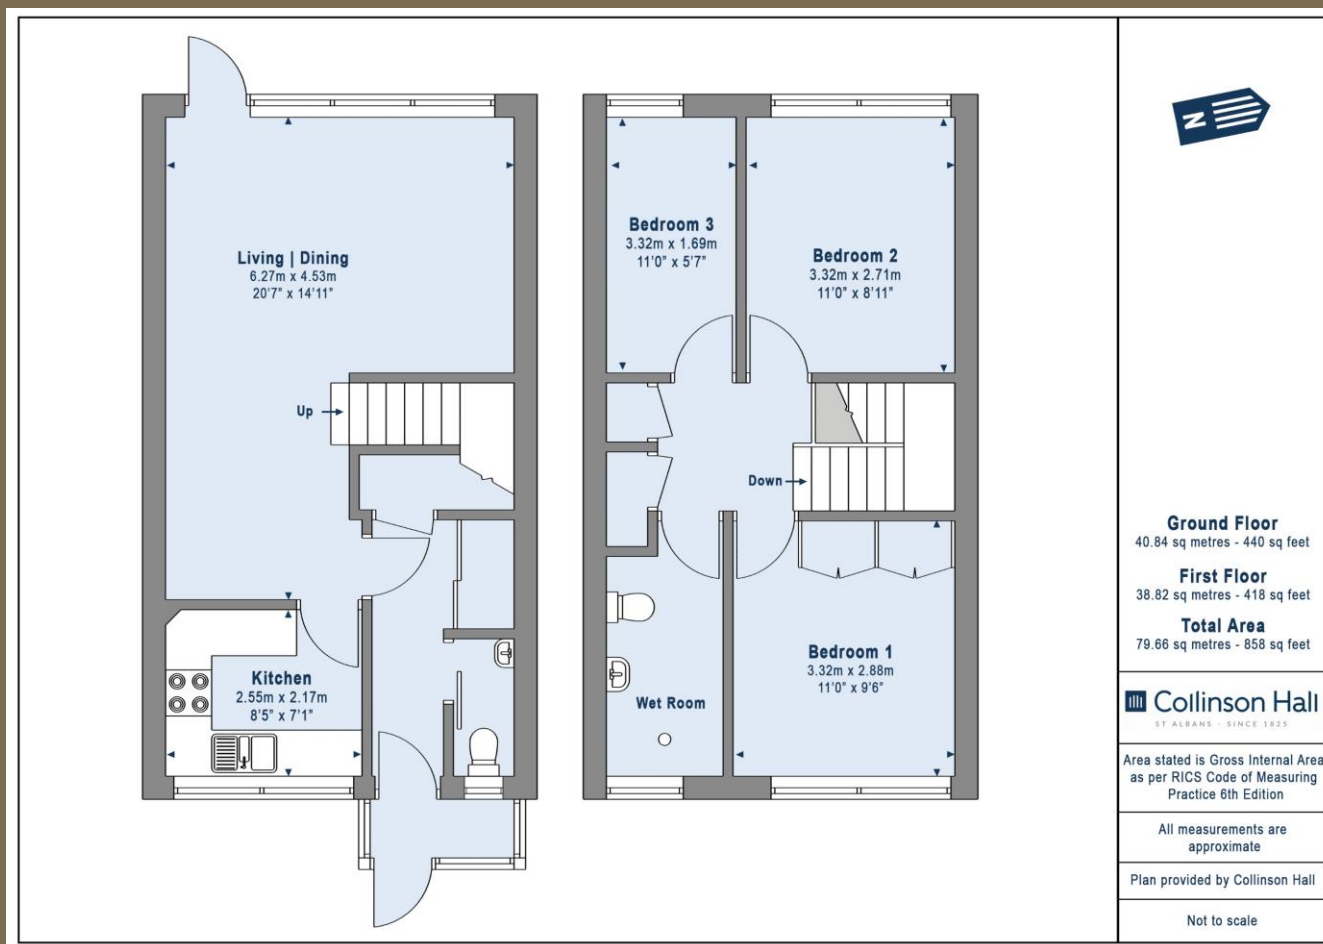 Living | Dining
6.27m x 4.53m
20'7" x 14'11"
Up
Kitchen
2.55m x 2.17m
8'5" x 7'1"
Bedroom 3
3.32m x 1.69m
11'0" x 5'7"
Bedroom 2
3.32m x 2.71m
11'0" x 8'11"
Down
Bedroom 1
3.32m x 2.88m
11'0" x 9'6"
Wet Room
N
Ground Floor
40.84 sq metres - 440 sq feet
First Floor
38.82 sq metres - 418 sq feet
Total Area
79.66 sq metres - 858 sq feet
Collinson Hall
ST ALBANS - SINCE 1825
Area stated is Gross Internal Area
as per RICS Code of Measuring
Practice 6th Edition
All measurements are
approximate
Plan provided by Collinson Hall
Not to scale